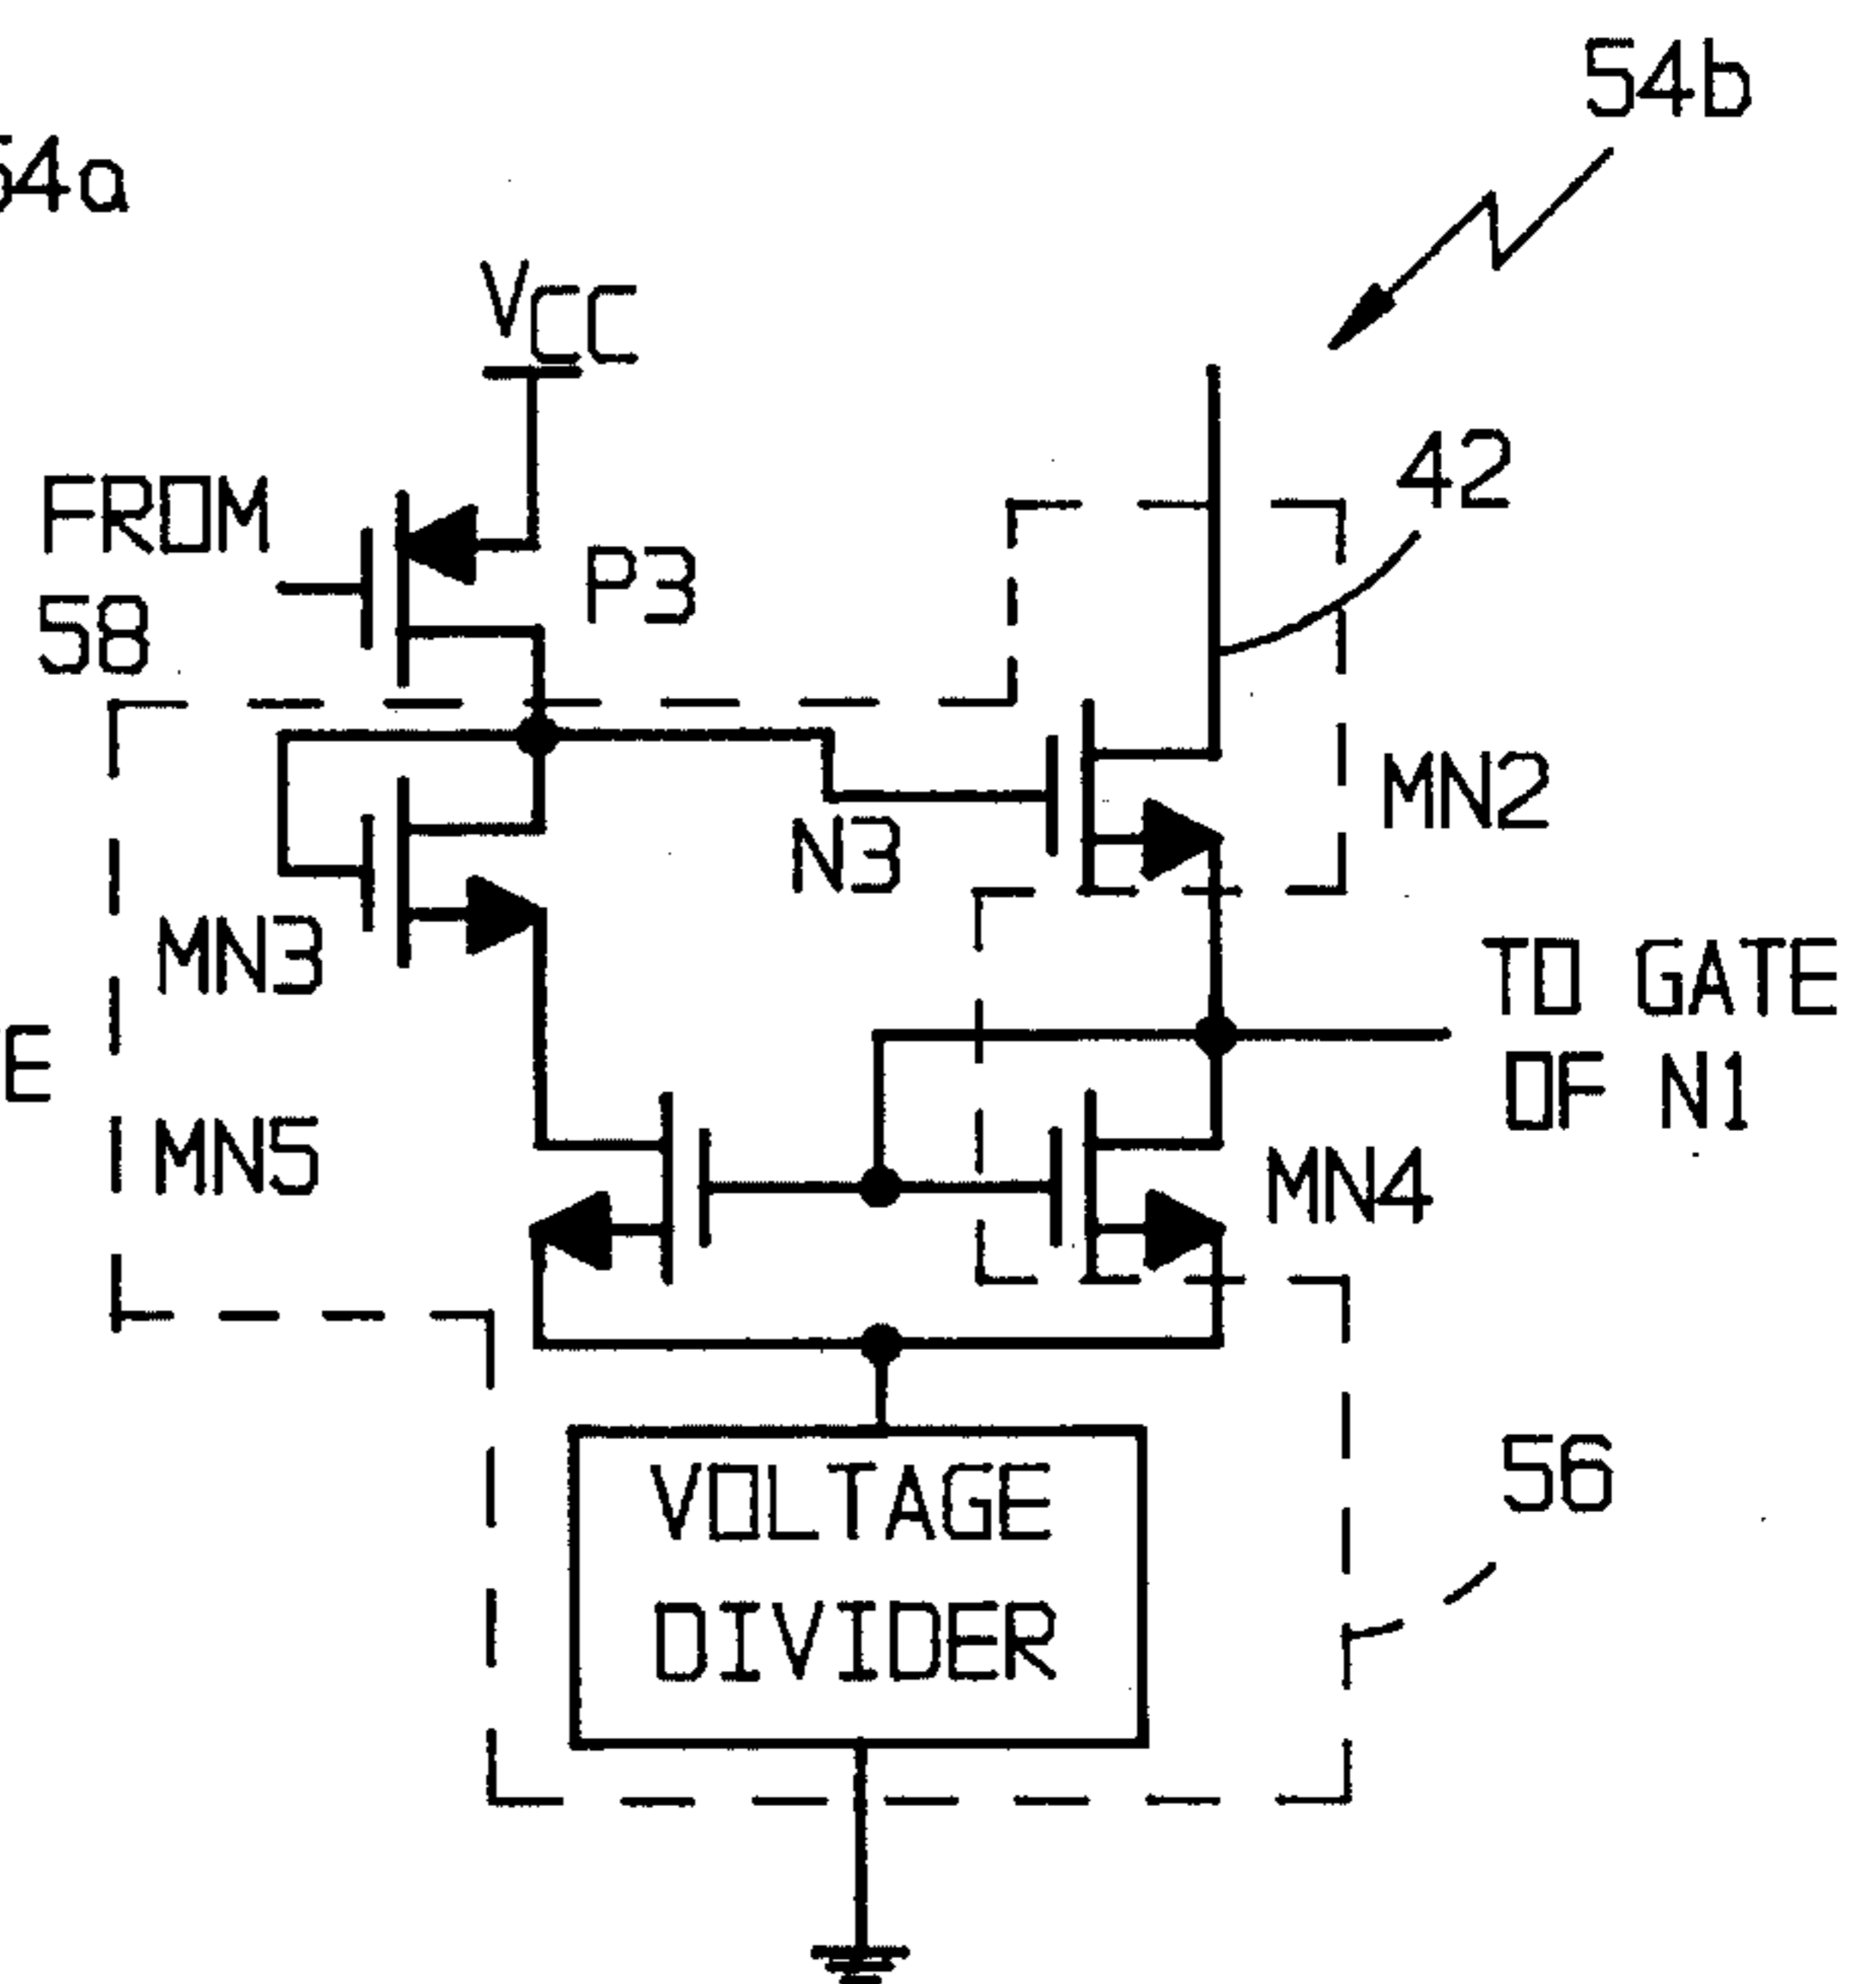 54b
54a
VCC
42
FROM
58
P3
MN2
N3
MN3
TO GATE
OF N1
E
MN5
MN4
56
VOLTAGE
DIVIDER